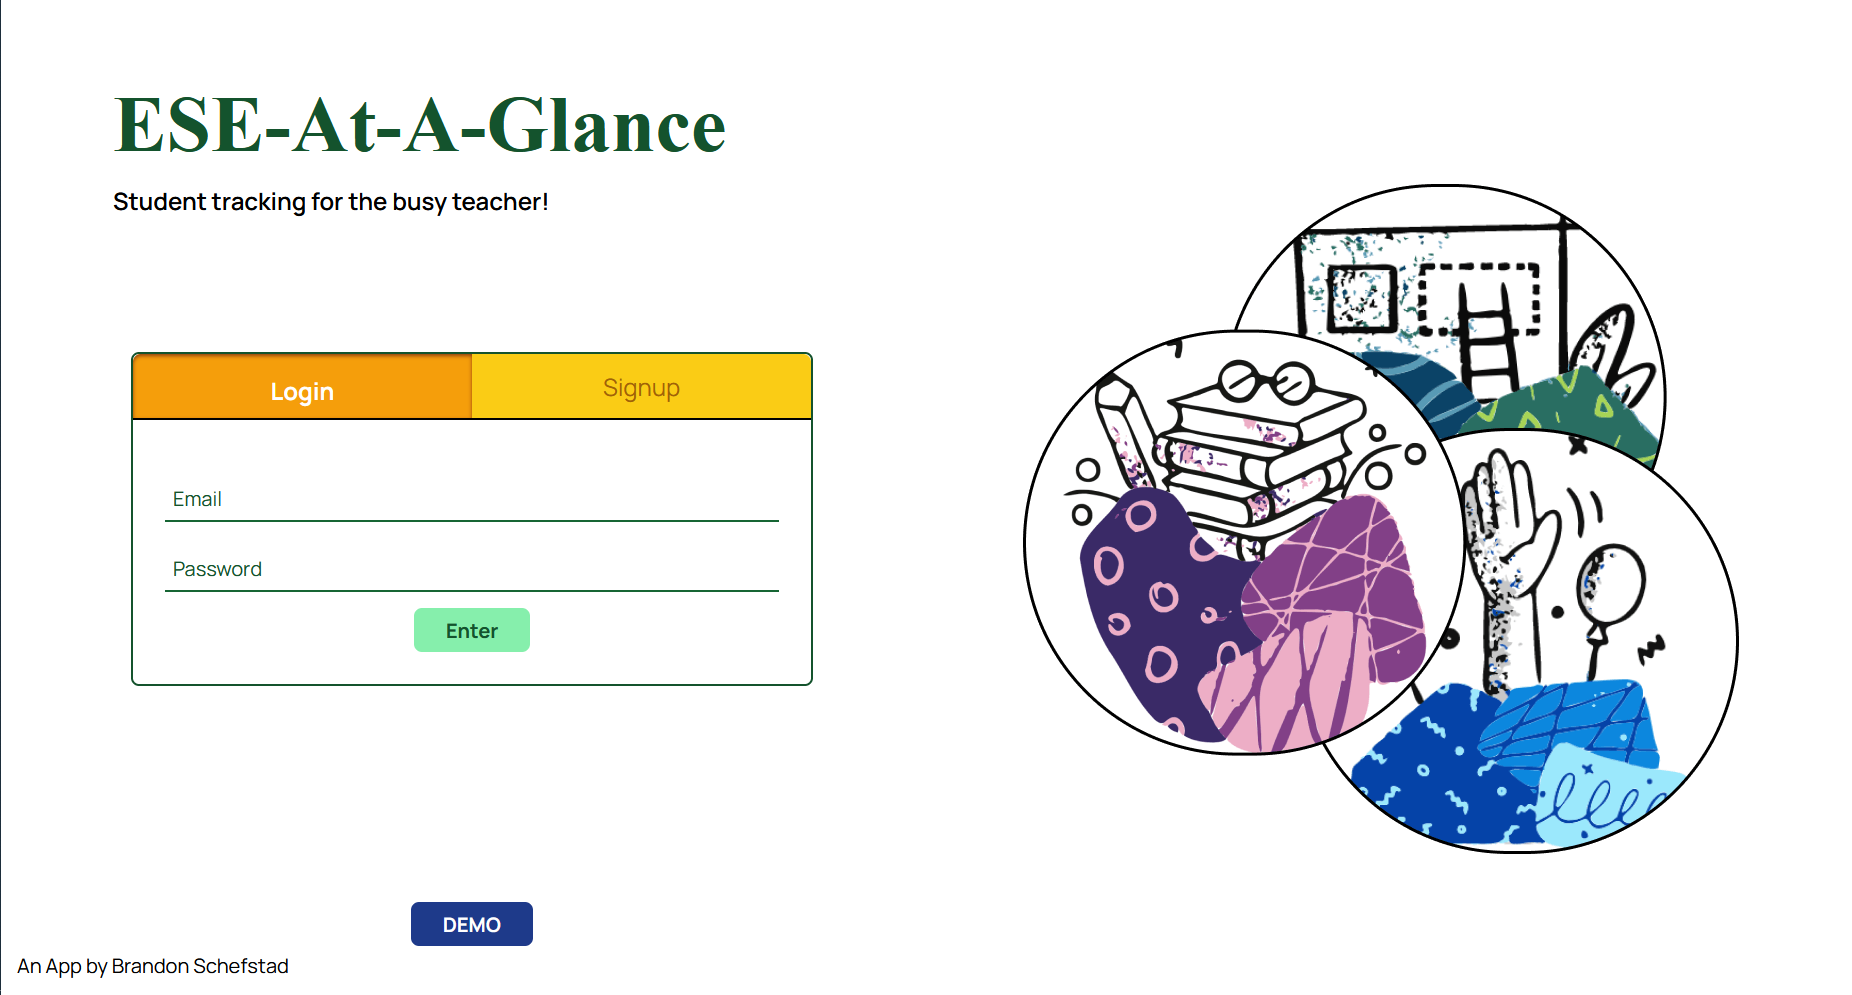 ESE-At-A-Glance
Student tracking for the busy teacher!
Login
Signup
Email
Password
Enter
DEMO
An App by Brandon Schefstad